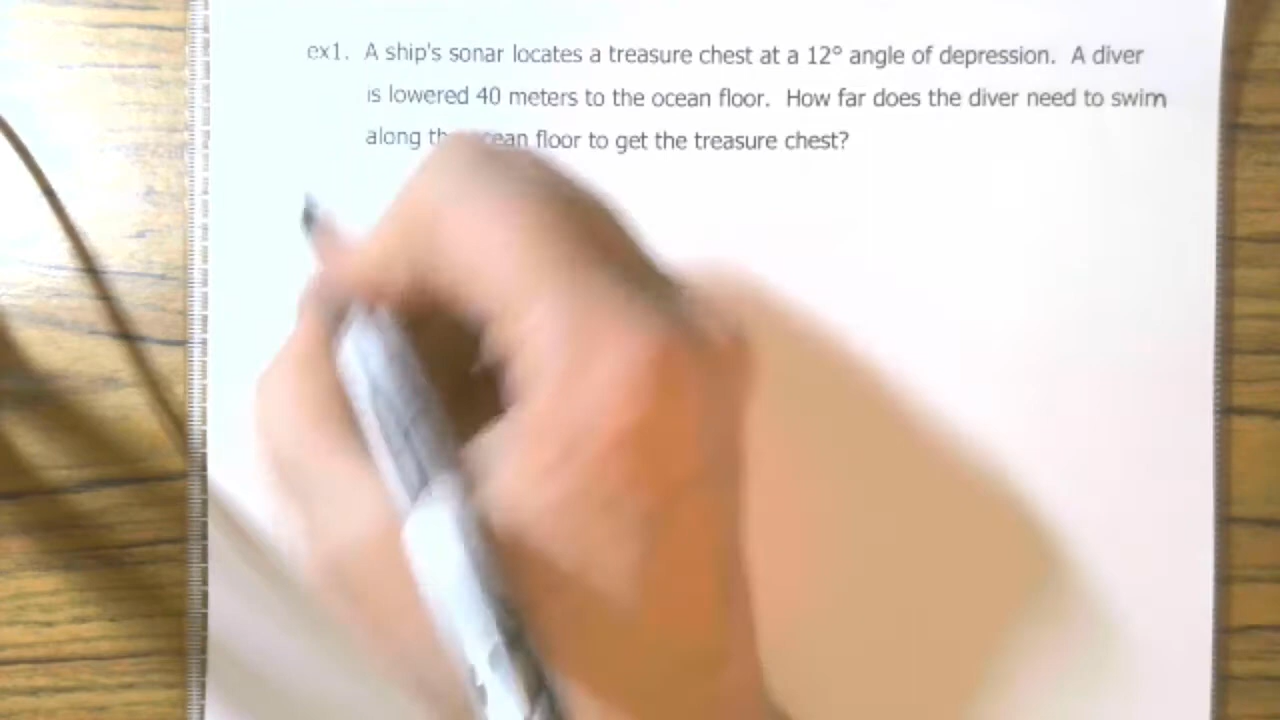 ex1. A ship's sonar locates a treasure chest at a 12° angle of depression. A diver
is lowered 40 meters to the ocean floor. How far does the diver need to swim
along floor to get the treasure chest?